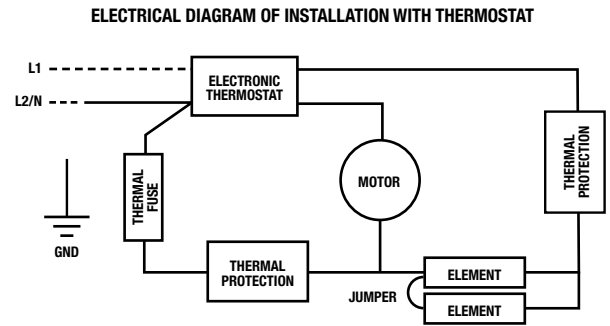 ELECTRICAL DIAGRAM OF INSTALLATION WITH THERMOSTAT
L1
ELECTRONIC
THERMOSTAT
L2/N
THERMAL
FUSE
MOTOR
THERMAL
PROTECTION
GND
THERMAL
PROTECTION
JUMPER
ELEMENT
ELEMENT